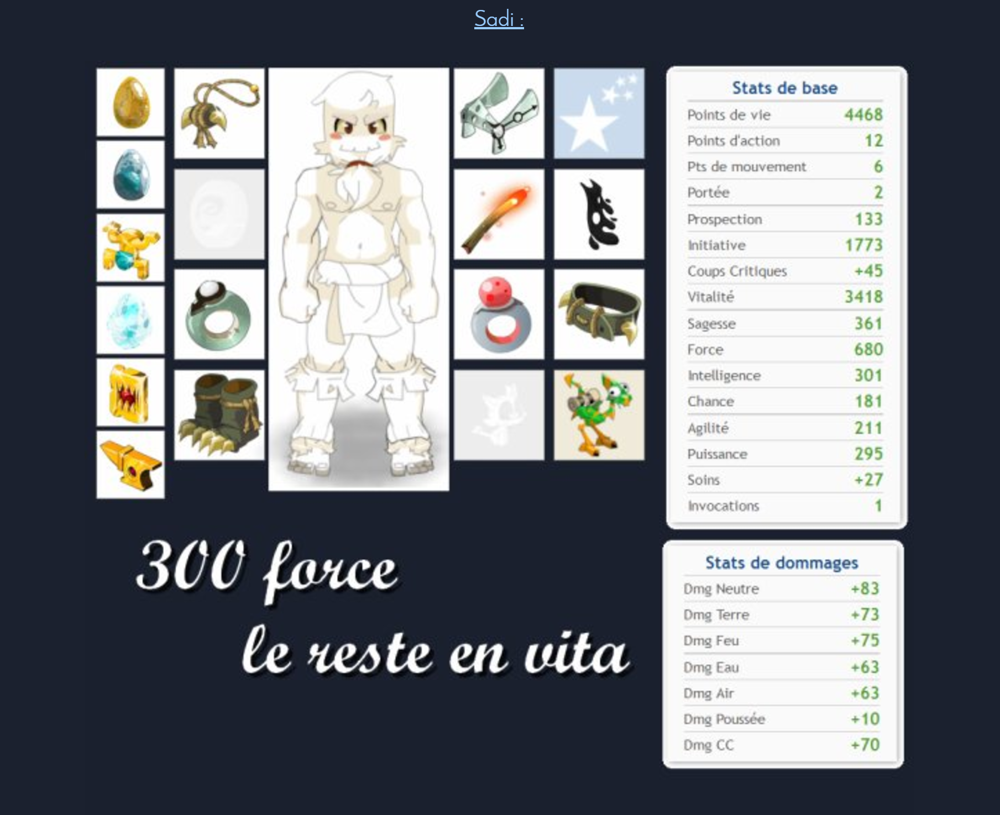 Sadi :
Stats de base
Points de vie 4468
Points d'action 12
Pts de mouvement 6
Portée 2
Prospection 133
Initiative 1773
Coups Critiques +45
Vitalité 3418
Sagesse 361
Force 680
Intelligence 301
Chance 181
Agilité 211
Puissance 295
Soins +27
Invocations 1
300 force
le reste en vita
Stats de dommages
Dmg Neutre +83
Dmg Terre +73
Dmg Feu +75
Dmg Eau +63
Dmg Air +63
Dmg Poussée +10
Dmg CC +70